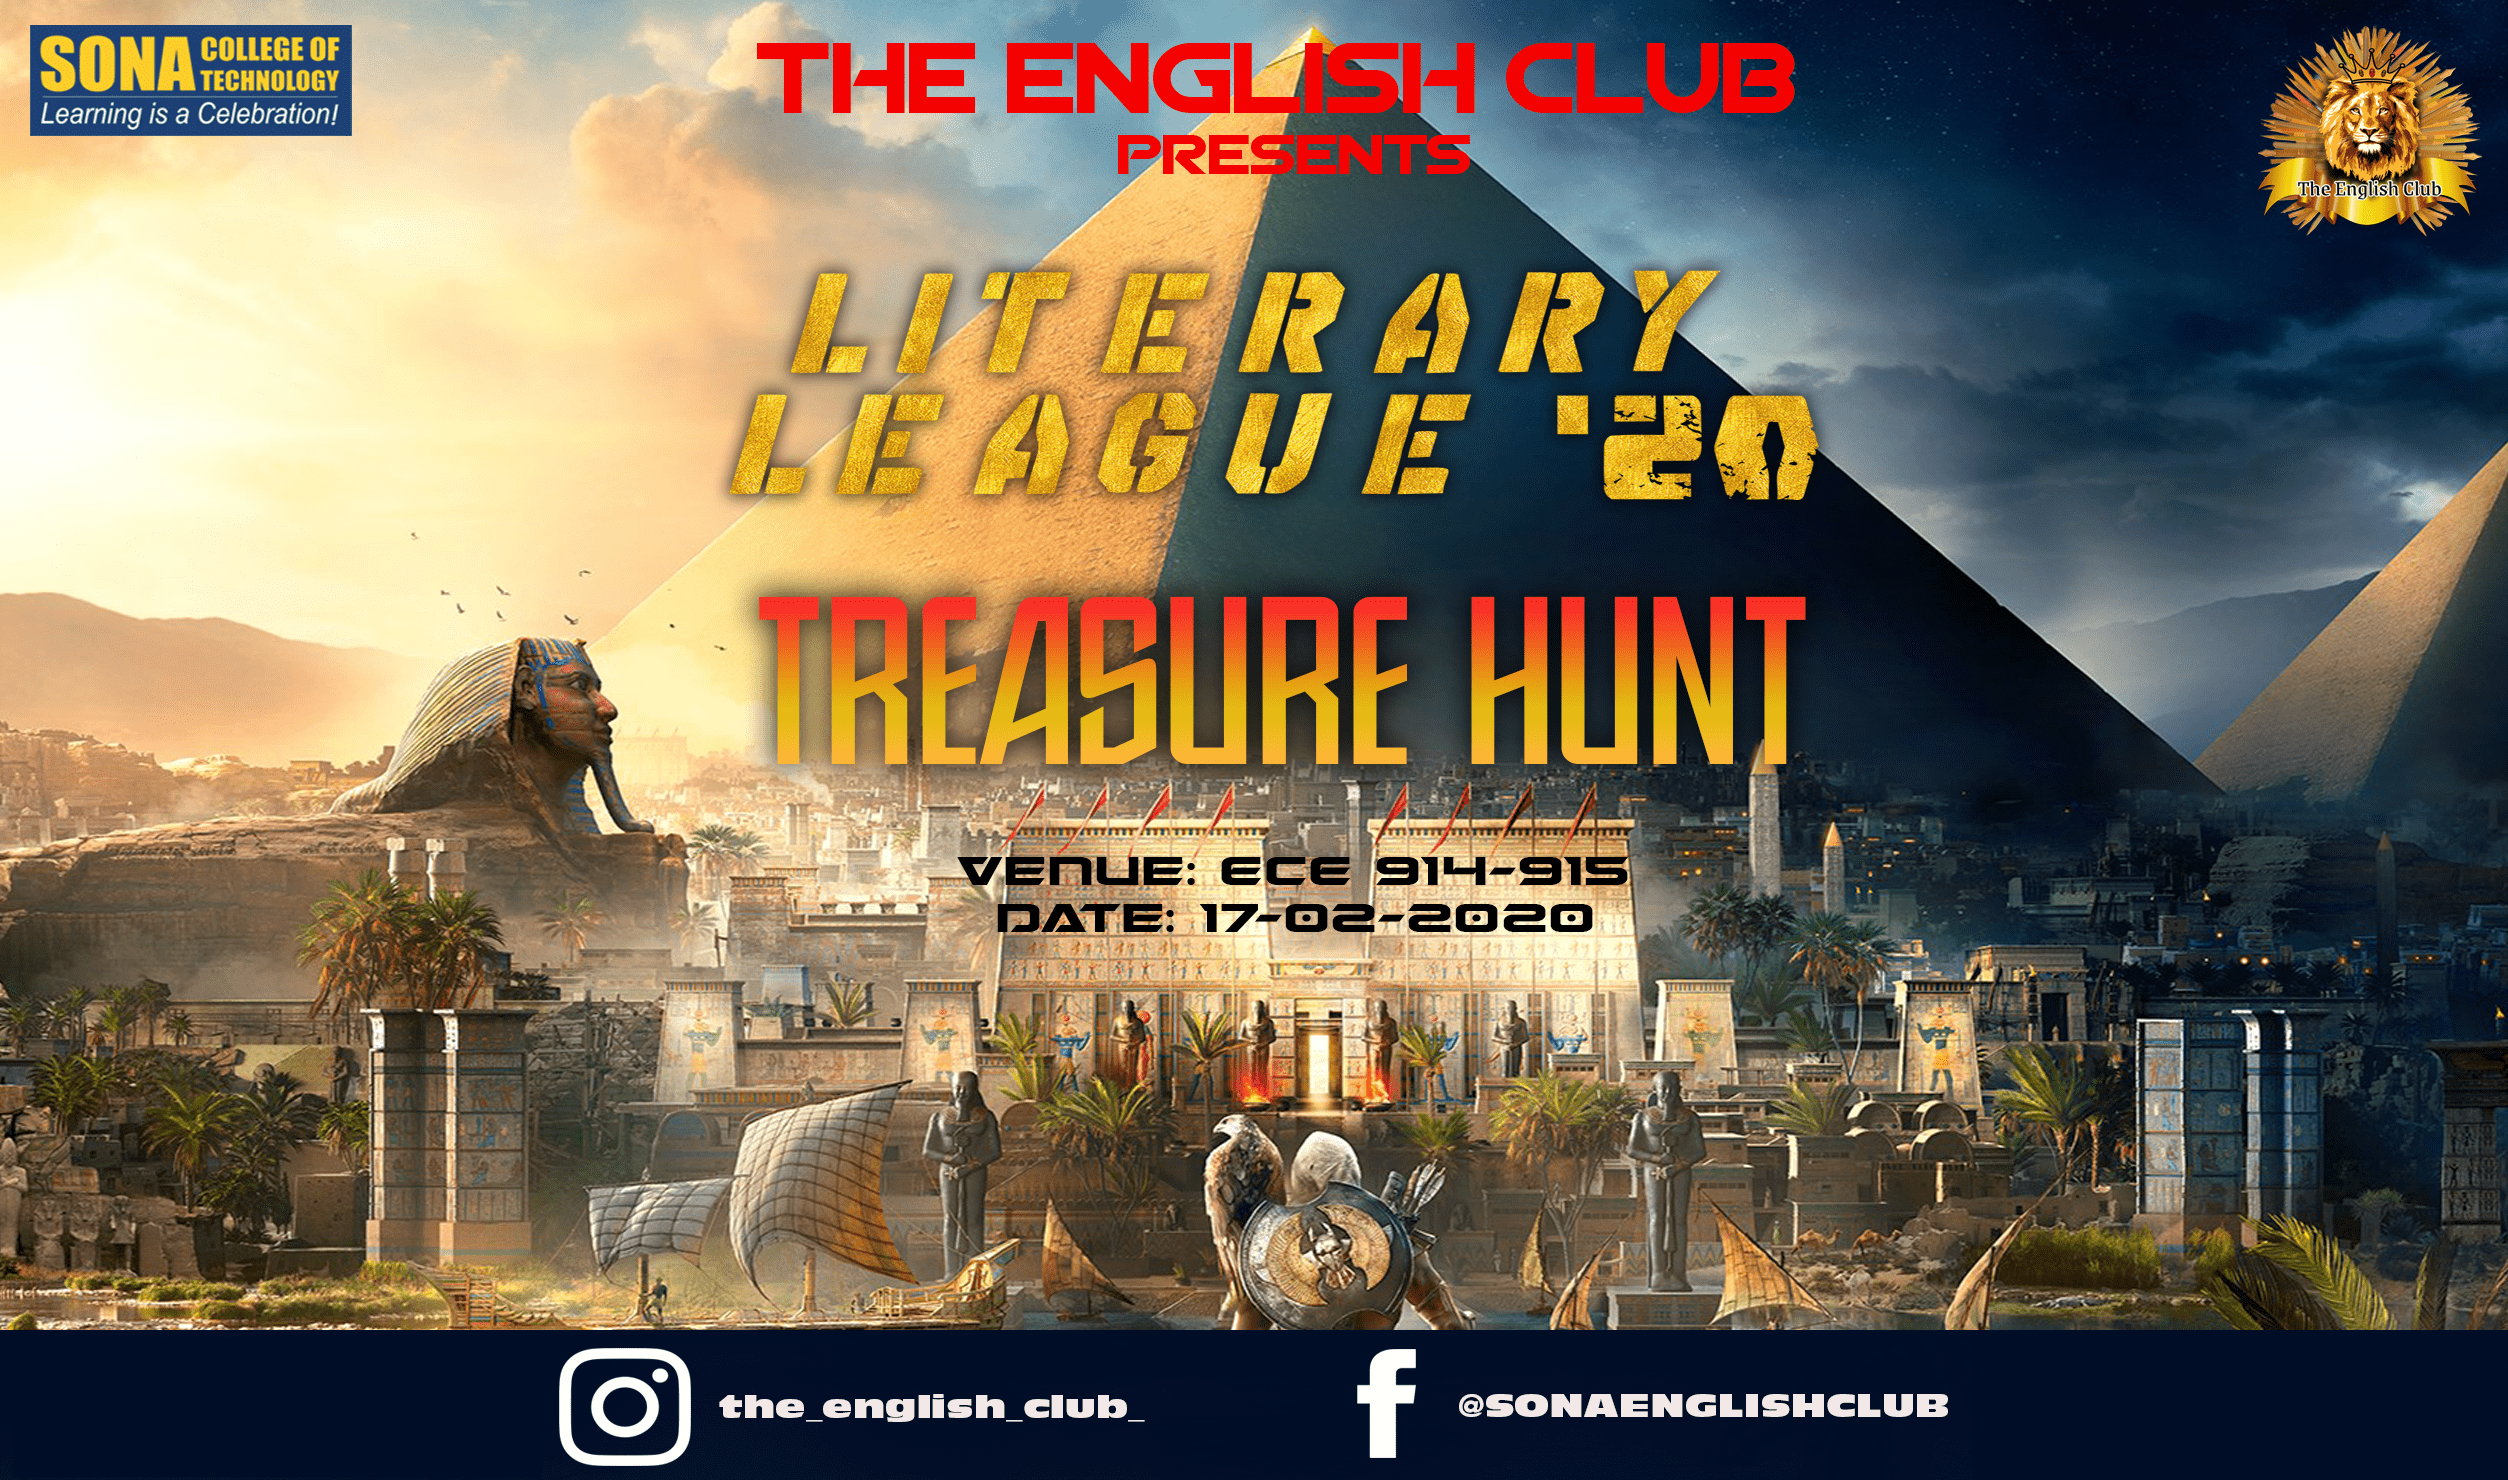 SONA COLLEGE OF TECHNOLOGY
Learning is a Celebration!
THE ENGLISH CLUB
PRESENTS
The English Club
LITERARY
LEAGUE '20
TREASURE HUNT
VENUE: ECE 914-915
DATE: 17-02-2020
the_english_club_
@SONAENGLISHCLUB